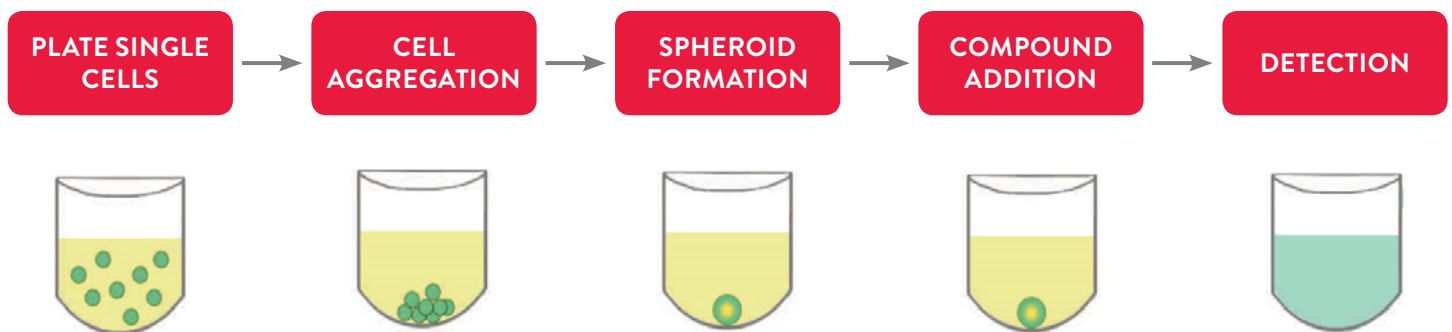 PLATE SINGLE
CELLS
CELL
AGGREGATION
SPHEROID
FORMATION
COMPOUND
ADDITION
DETECTION